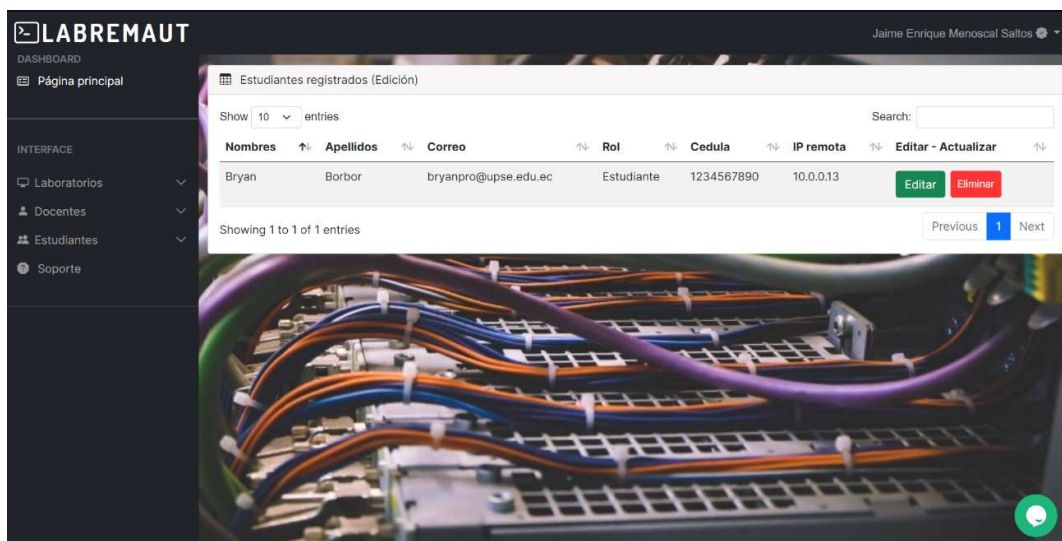 LABREMAUT
Jaime Enrique Menoscal Saltos
DASHBOARD
Página principal
INTERFACE
Laboratorios
Docentes
Estudiantes
Soporte
Estudiantes registrados (Edición)
Show 10 entries
Search:
Nombres Apellidos Correo Rol Cedula IP remota Editar - Actualizar
Bryan Borbor bryanpro@upse.edu.ec Estudiante 1234567890 10.0.0.13 Editar Eliminar
Showing 1 to 1 of 1 entries
Previous 1 Next